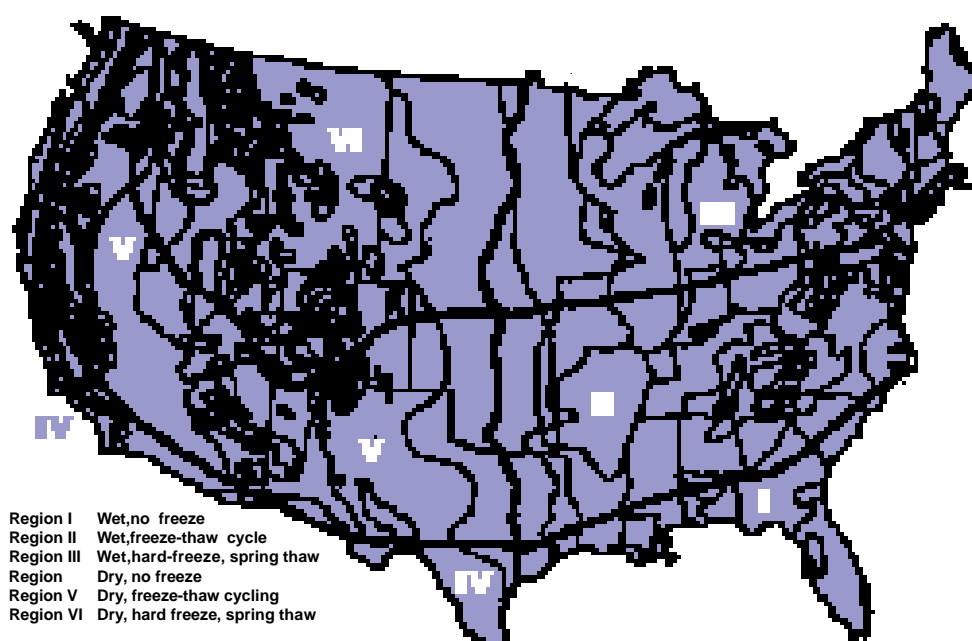 VI
V
IV
V
I
IV
Region I Wet,no freeze
Region II Wet,freeze-thaw cycle
Region III Wet,hard-freeze, spring thaw
Region Dry, no freeze
Region V Dry, freeze-thaw cycling
Region VI Dry, hard freeze, spring thaw